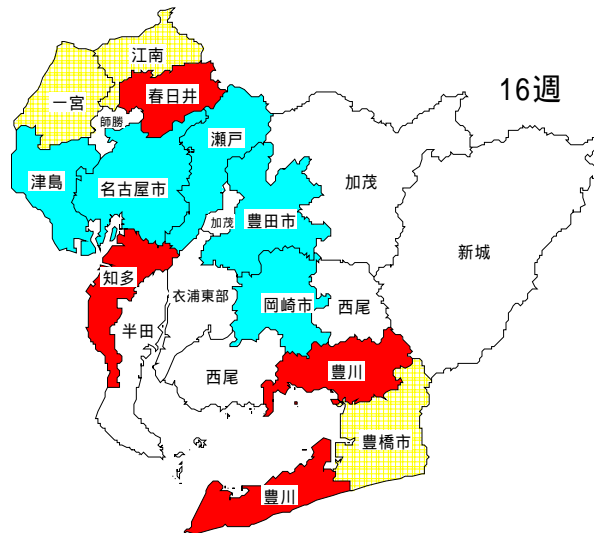 江南
16週
一宮
春日井
師勝
瀬戸
津島
名古屋市
加茂
加茂
豊田市
新城
知多
衣浦東部
岡崎市
西尾
半田
西尾
豊川
豊橋市
豊川